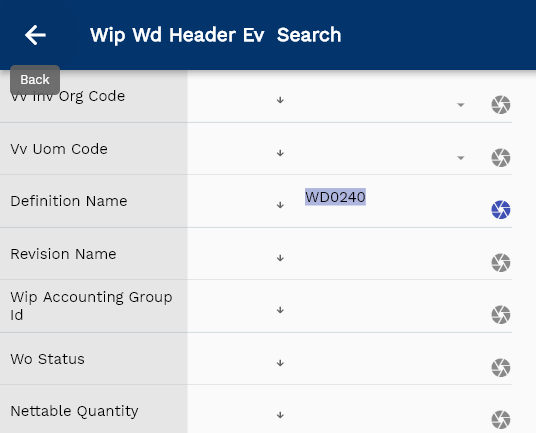 Wip Wd Header Ev Search
Back
Vv Inv Org Code
Vv Uom Code
Definition Name
WD0240
Revision Name
Wip Accounting Group
Id
Wo Status
Nettable Quantity